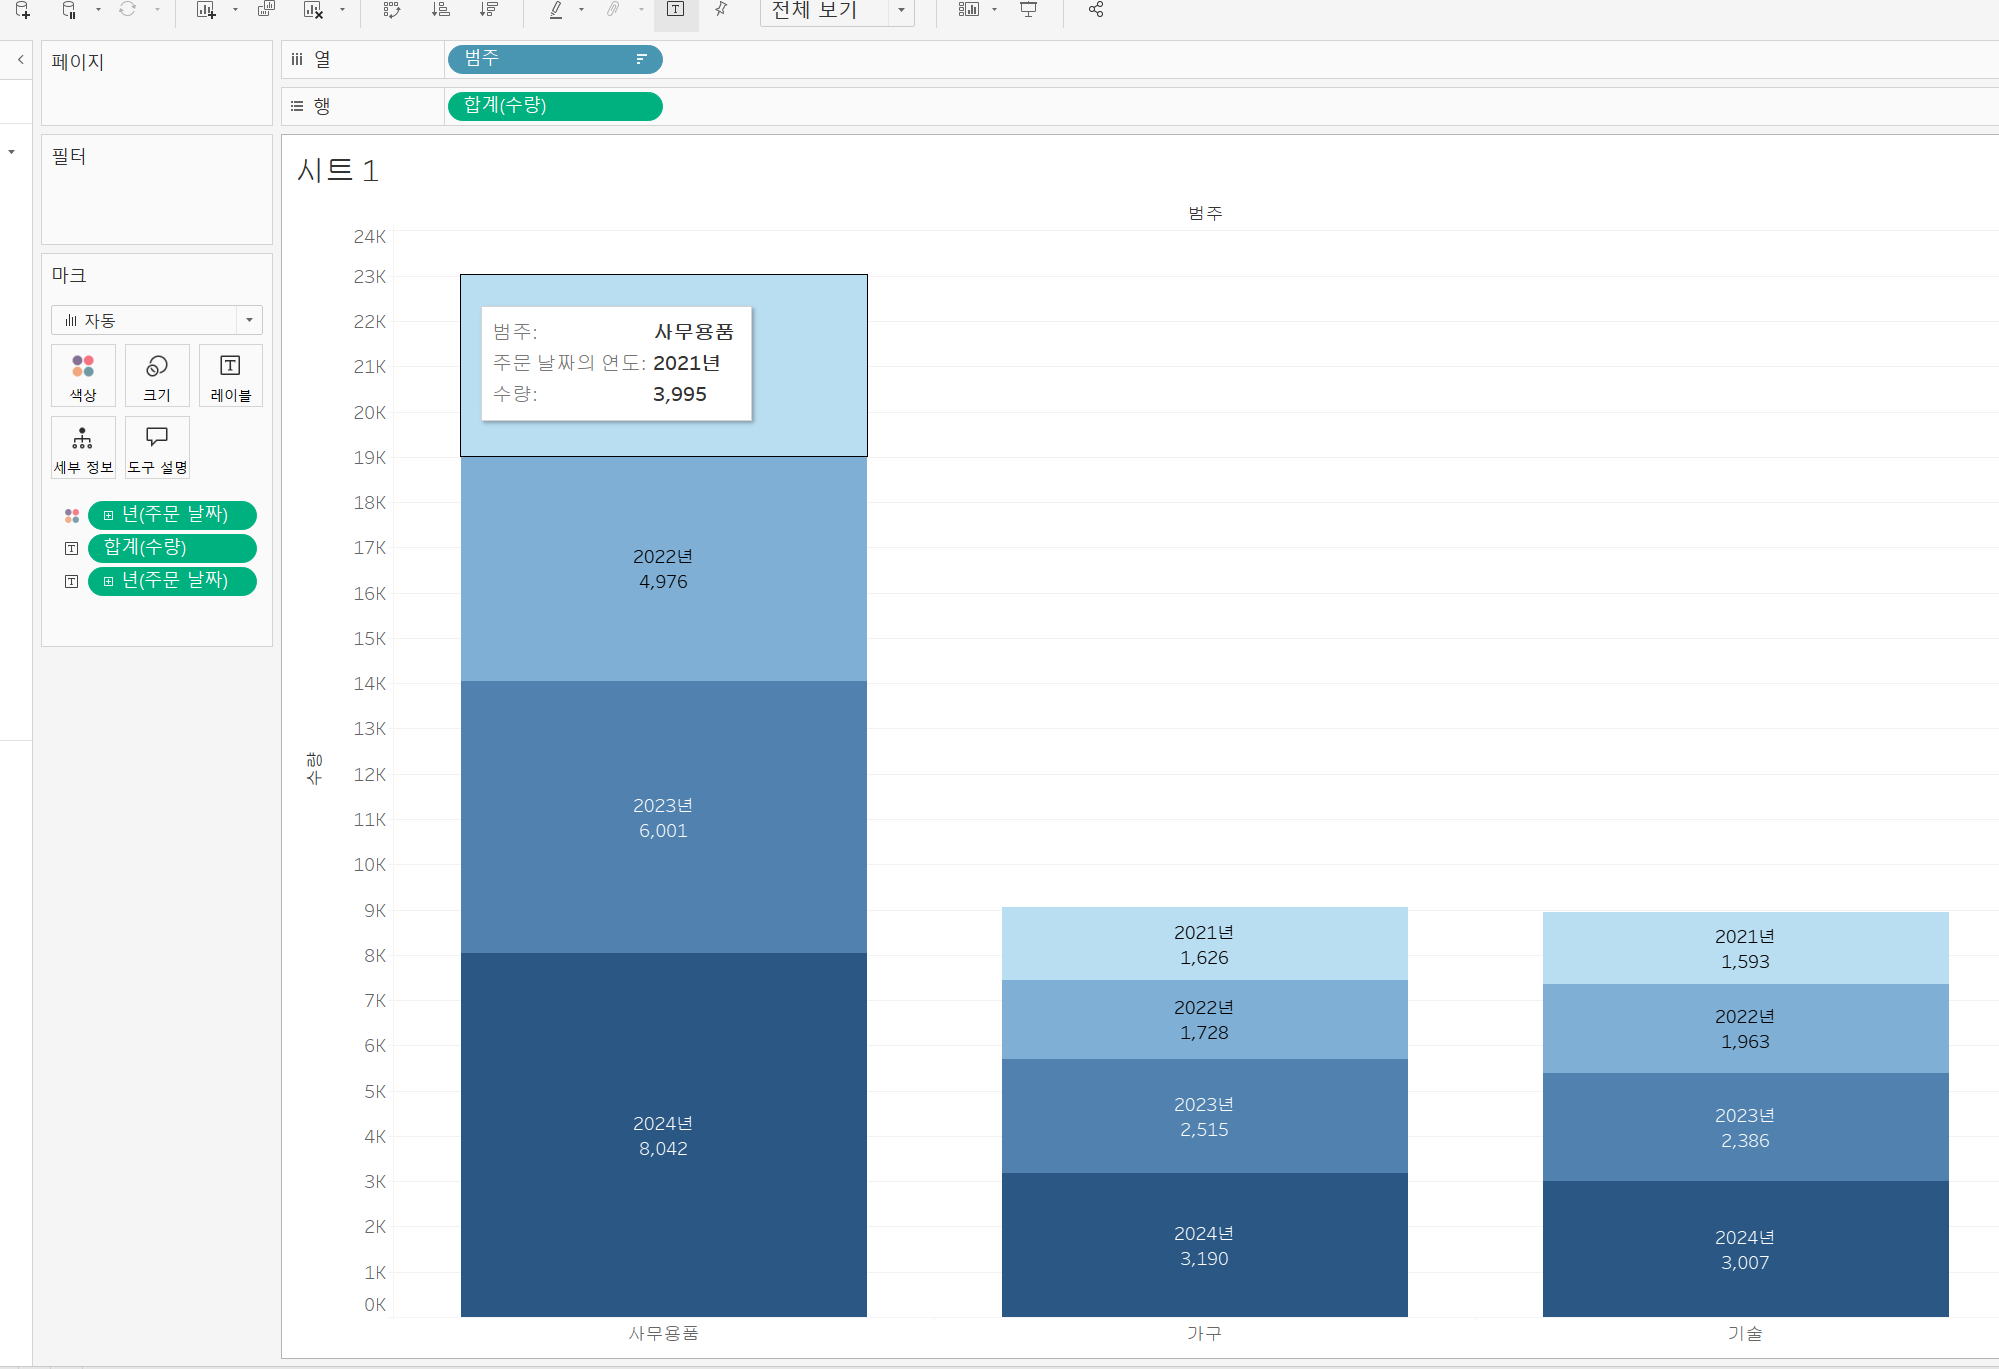 전체 보기
페이지
열
범주
행
합계(수량)
필터
시트 1
마크
자동
색상
크기
레이블
세부 정보
도구 설명
년(주문 날짜)
합계(수량)
년(주문 날짜)
범주
24K
23K
22K
21K
20K
19K
18K
17K
16K
15K
14K
13K
12K
11K
10K
9K
8K
7K
6K
5K
4K
3K
2K
1K
0K
수량
범주: 사무용품
주문 날짜의 연도: 2021년
수량: 3,995
2022년
4,976
2023년
6,001
2024년
8,042
2021년
1,626
2022년
1,728
2023년
2,515
2024년
3,190
2021년
1,593
2022년
1,963
2023년
2,386
2024년
3,007
사무용품
가구
기술